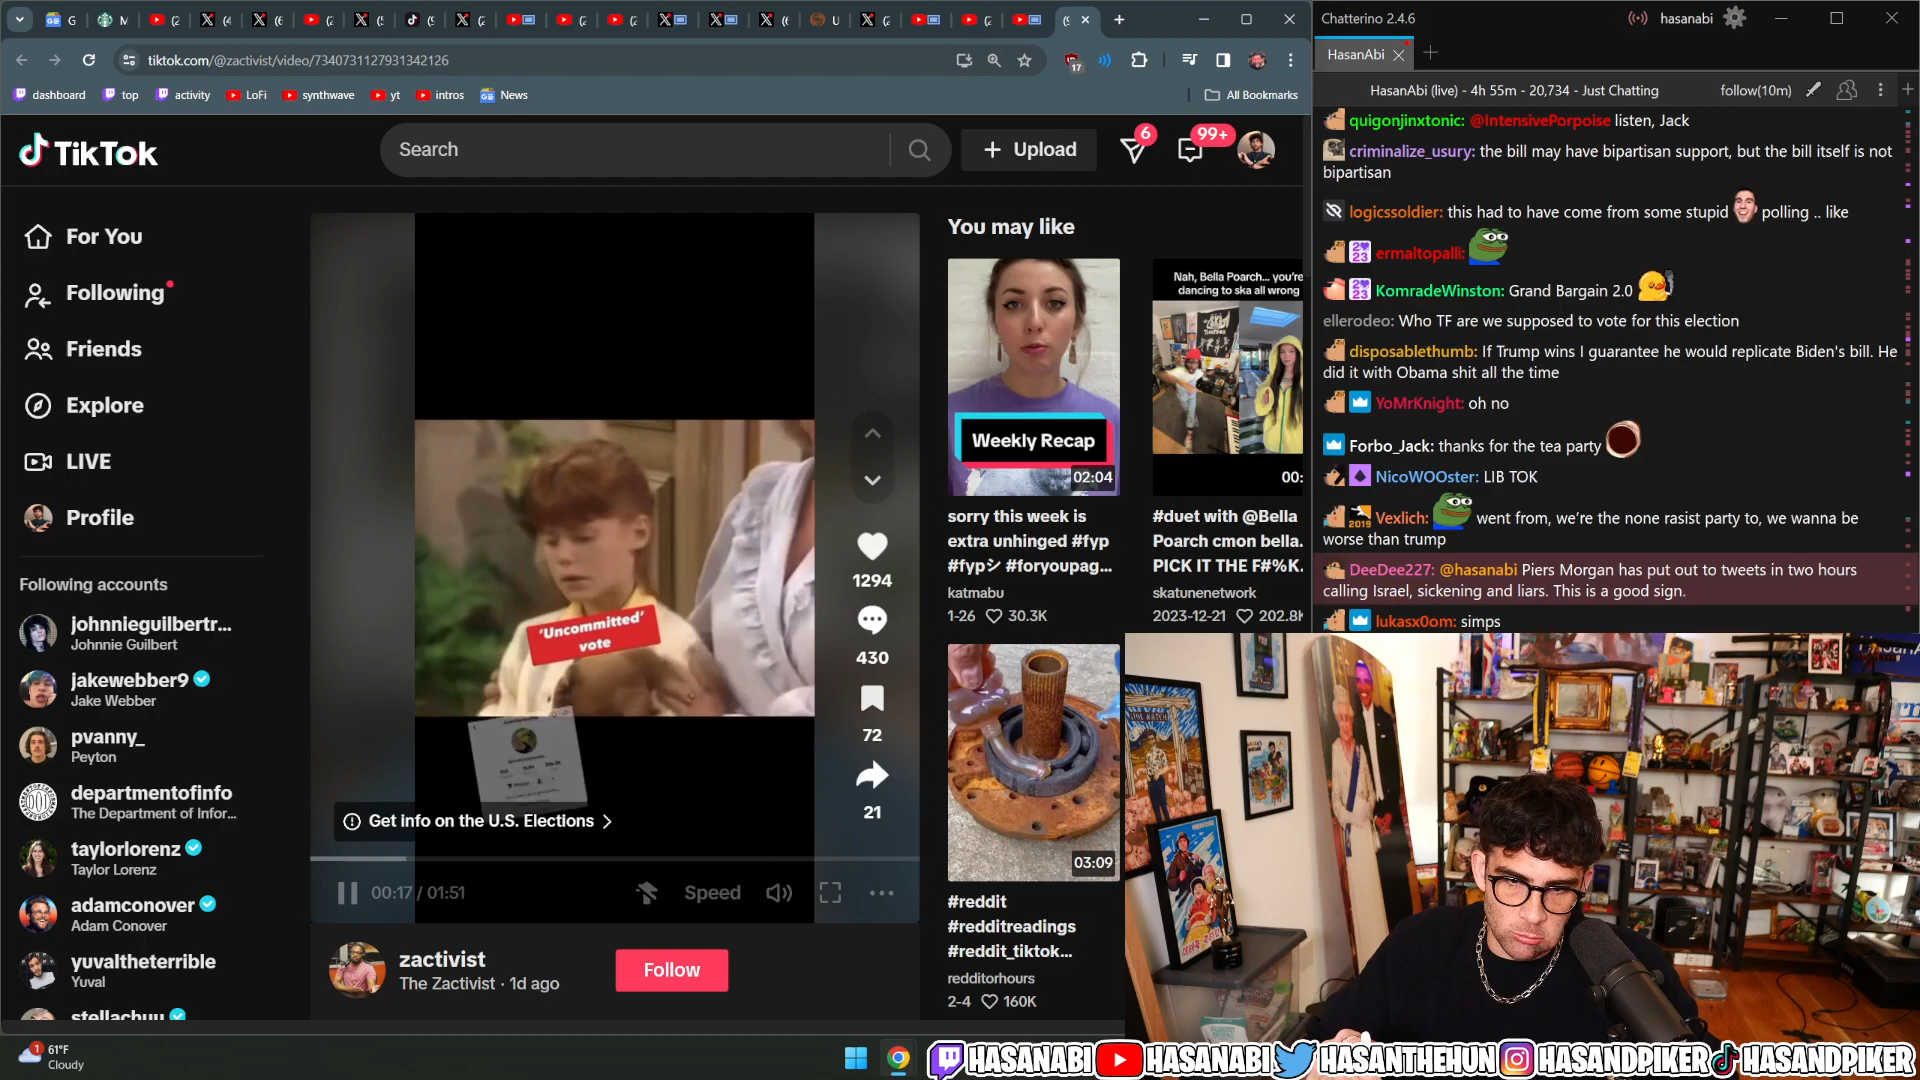 tiktok.com/@zactivist/video/7340731127931342126
17
dashboard
top
activity
LoFi
synthwave
yt
intros
News
All Bookmarks
TikTok
Search
+ Upload
6
99+
For You
Following
Friends
Explore
LIVE
Profile
Following accounts
johnnieguilbertr...
Johnnie Guilbert
jakewebber9
Jake Webber
pvanny_
Peyton
departmentofinfo
The Department of Infor...
taylorlorenz
Taylor Lorenz
adamconover
Adam Conover
yuvaltheterrible
Yuval
stellachuu
'Uncommitted'
vote
Get info on the U.S. Elections
00:17 / 01:51
Speed
1294
430
72
21
zactivist
The Zactivist · 1d ago
Follow
You may like
Weekly Recap
02:04
sorry this week is
extra unhinged #fyp
#fypシ #foryoupag...
katmabu
1-26 30.3K
Nah, Bella Poarch... you're
dancing to ska all wrong
00:
#duet with @Bella
Poarch cmon bella.
PICK IT THE F#%K.
skatunenetwork
2023-12-21 202.8K
03:09
#reddit
#redditreadings
#reddit_tiktok...
redditorhours
2-4 160K
Chatterino 2.4.6
hasanabi
HasanAbi
HasanAbi (live) - 4h 55m - 20,734 - Just Chatting
follow(10m)
quigonjinxtonic: @IntensivePorpoise listen, Jack
criminalize_usury: the bill may have bipartisan support, but the bill itself is not
bipartisan
logicssoldier: this had to have come from some stupid polling .. like
ermaltopalli:
KomradeWinston: Grand Bargain 2.0
ellerodeo: Who TF are we supposed to vote for this election
disposablethumb: If Trump wins I guarantee he would replicate Biden's bill. He
did it with Obama shit all the time
YoMrKnight: oh no
Forbo_Jack: thanks for the tea party
NicoWOOster: LIB TOK
2019 Vexlich: went from, we're the none rasist party to, we wanna be
worse than trump
DeeDee227: @hasanabi Piers Morgan has put out to tweets in two hours
calling Israel, sickening and liars. This is a good sign.
lukasx0om: simps
1
61°F
Cloudy
HASANABI HASANABI HASANTHEHUN HASANDPIKER HASANDPIKER